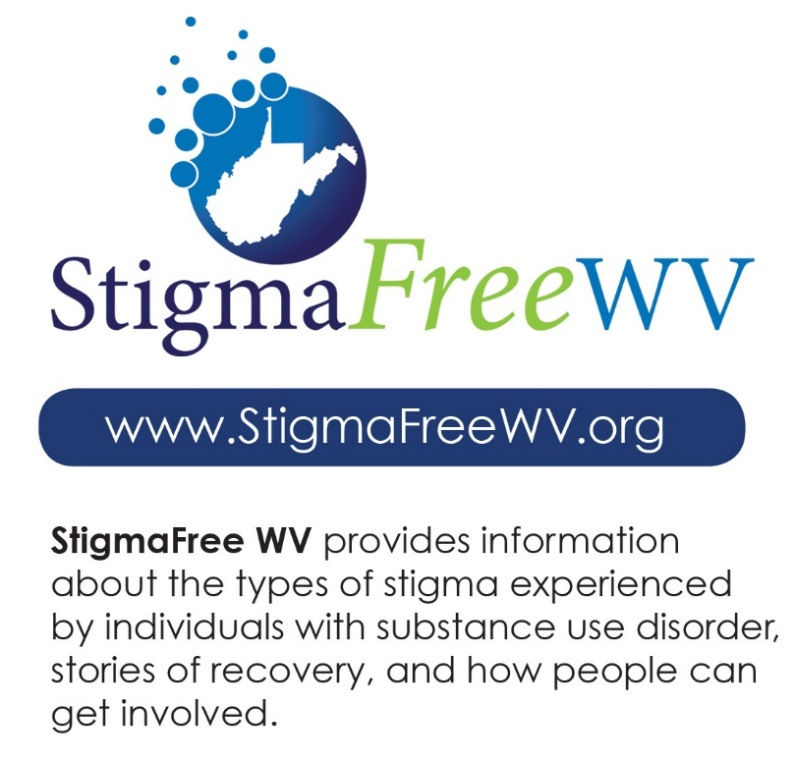 StigmaFreeWV
www.StigmaFreeWV.org
StigmaFree WV provides information
about the types of stigma experienced
by individuals with substance use disorder,
stories of recovery, and how people can
get involved.